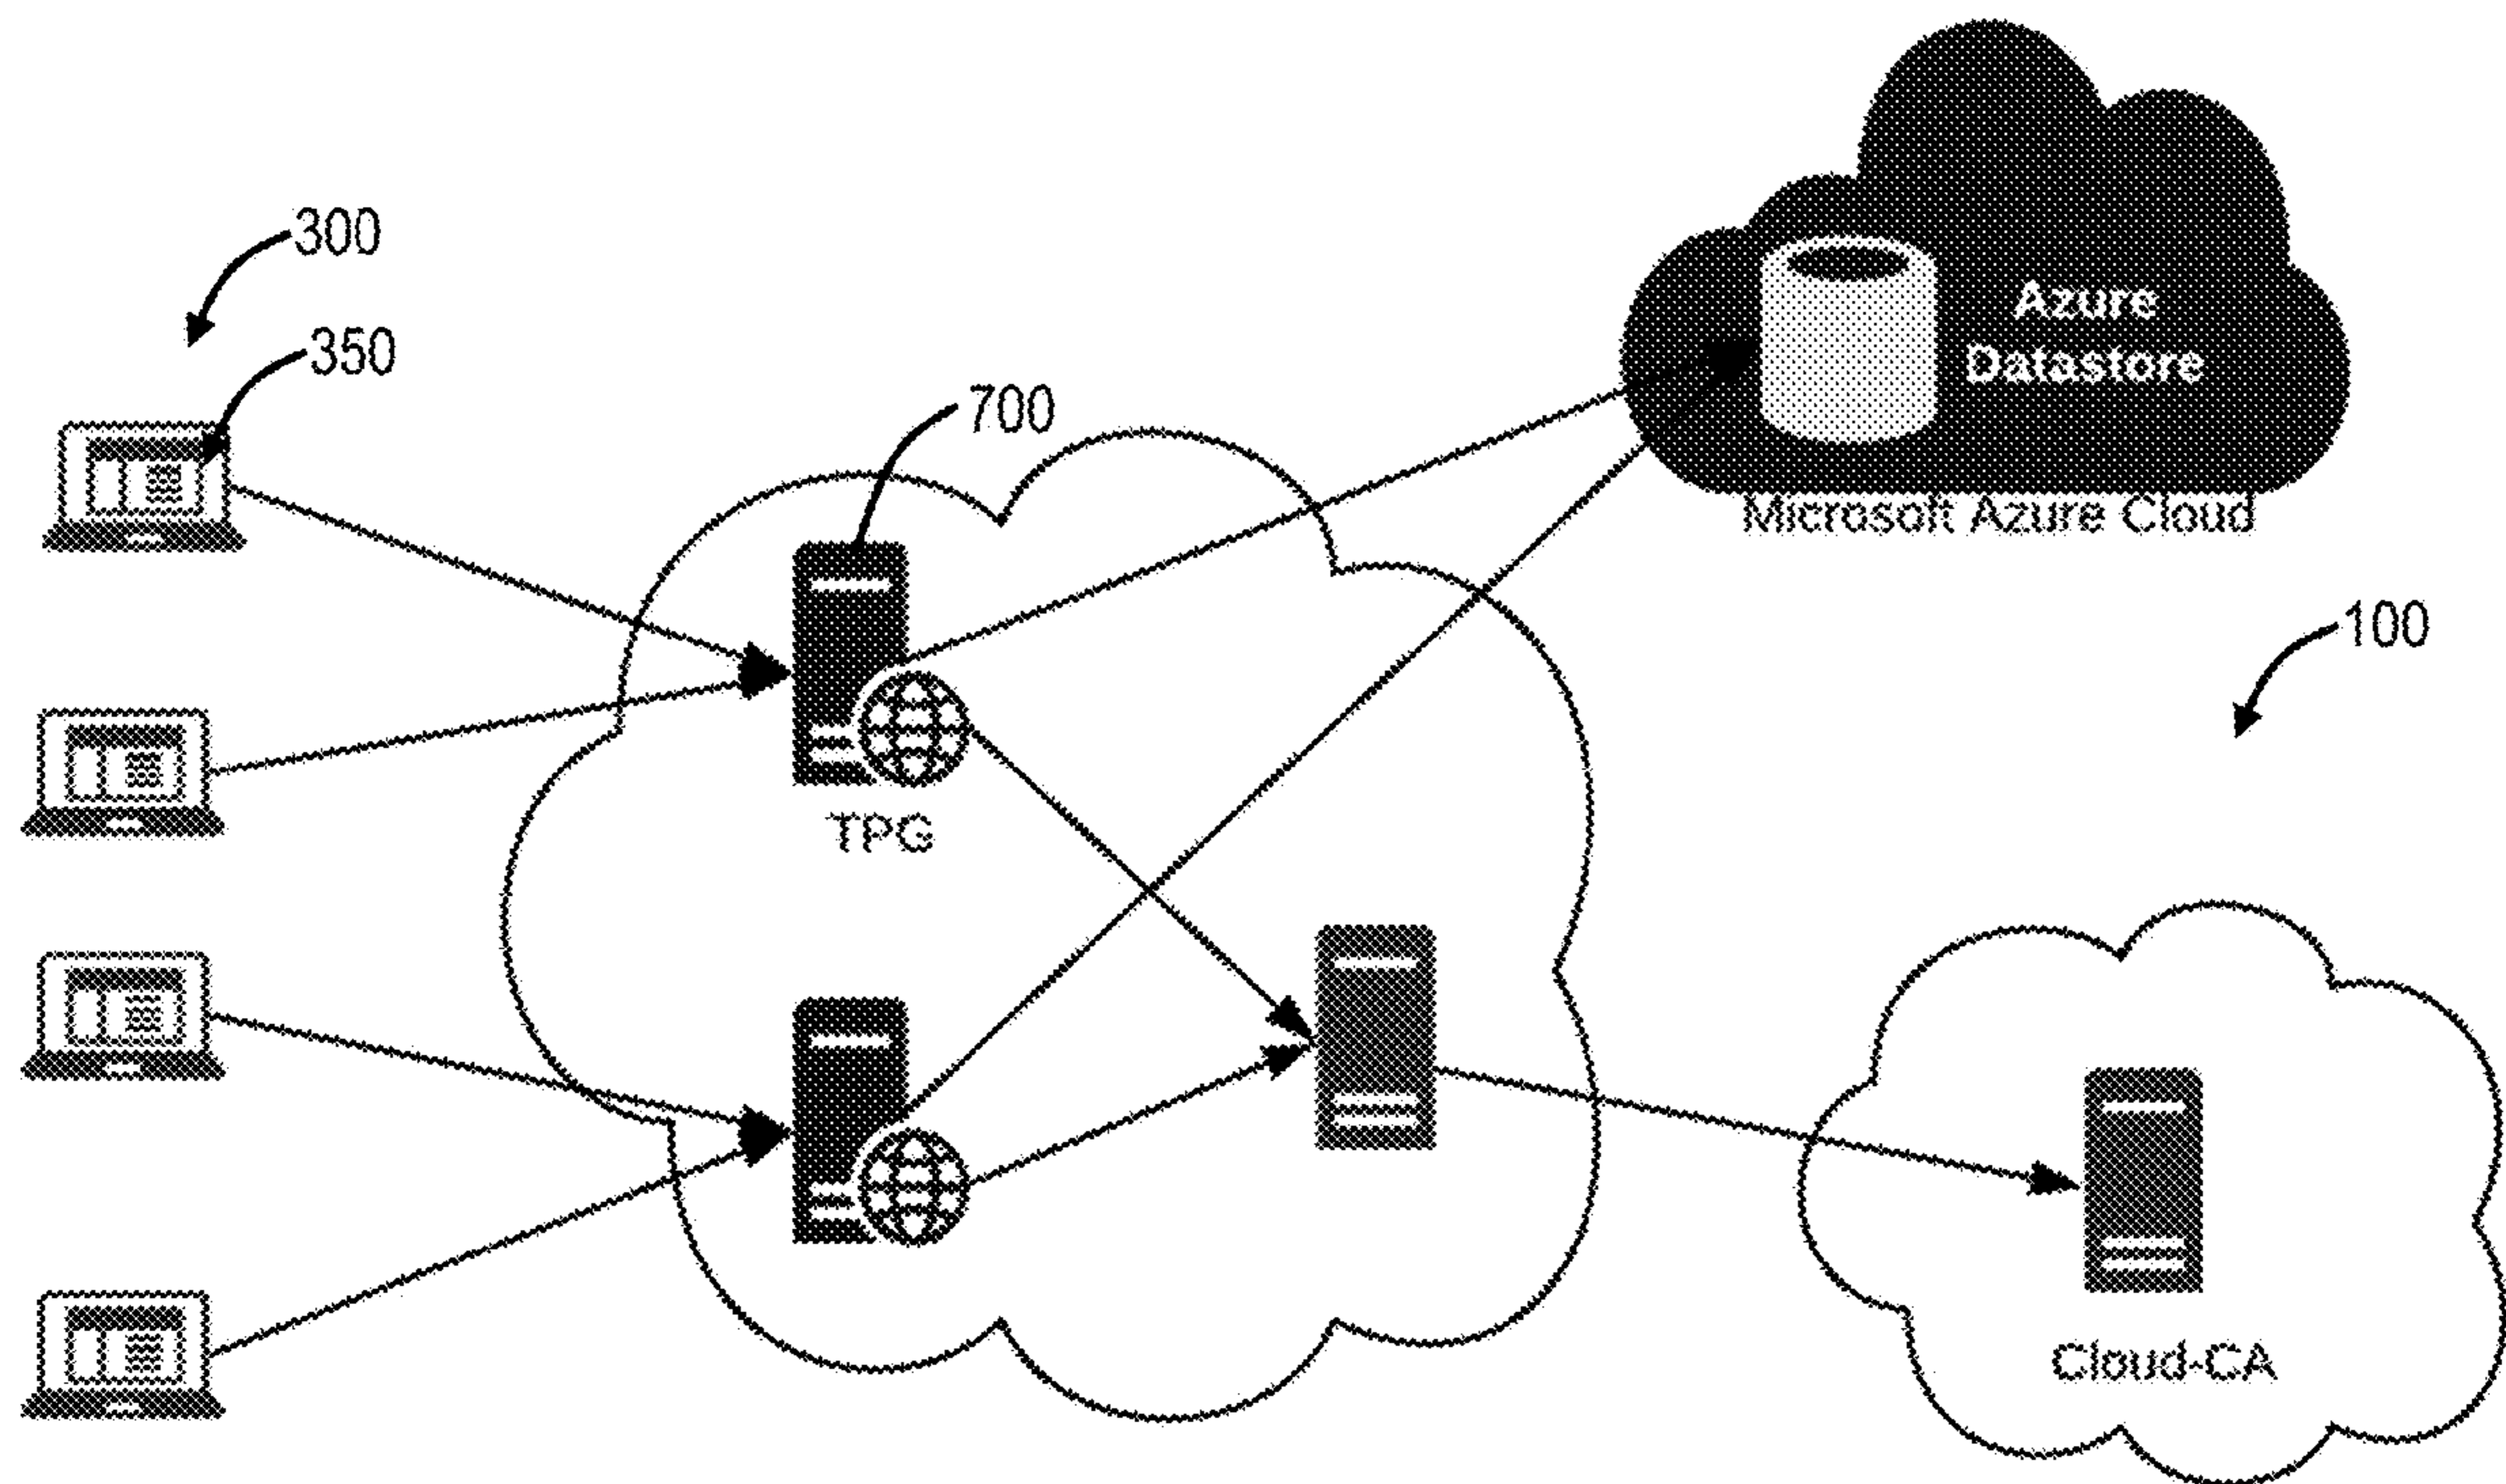 300
350
700
Azure
Datastore
Microsoft Azure Cloud
100
TPG
Cloud-CA